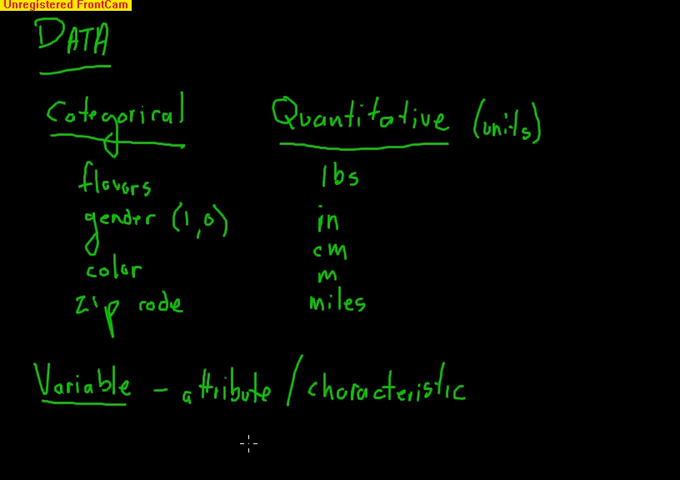 Unregistered FrontCam
DATA
Categorical Quantitative (units)
flavors lbs
gender (1,0) in
cm
color m
zip code miles
Variable - attribute / characteristic